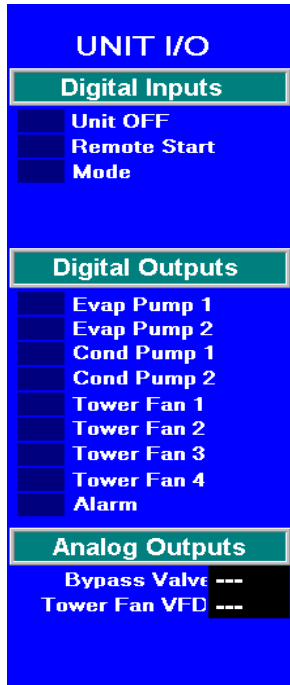 UNIT I/O
Digital Inputs
Unit OFF
Remote Start
Mode
Digital Outputs
Evap Pump 1
Evap Pump 2
Cond Pump 1
Cond Pump 2
Tower Fan 1
Tower Fan 2
Tower Fan 3
Tower Fan 4
Alarm
Analog Outputs
Bypass Valve ---
Tower Fan VFD ---